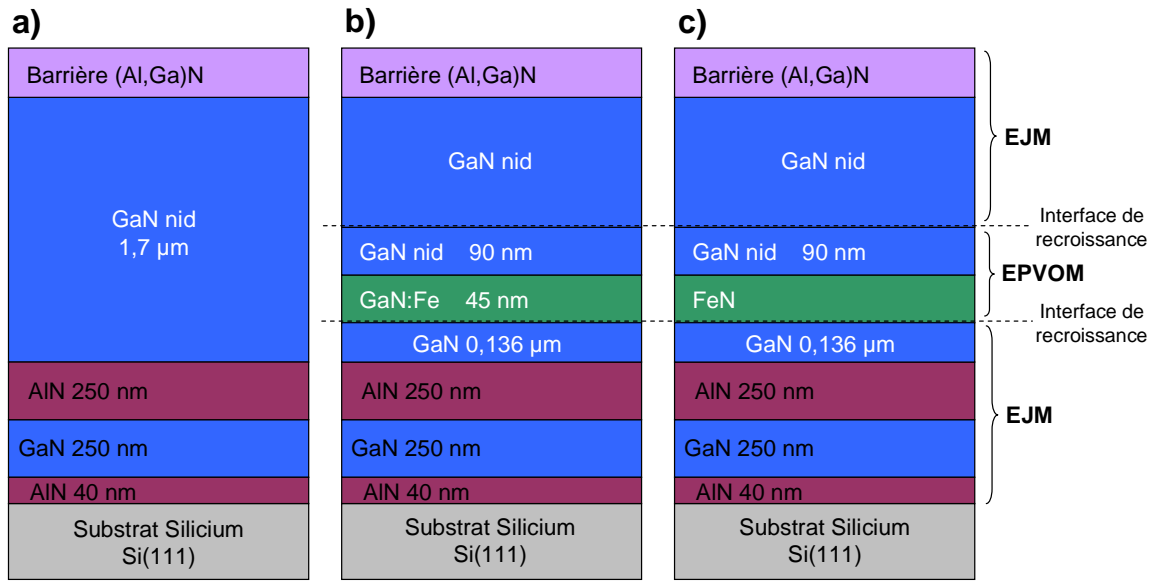 a)
Barrière (Al,Ga)N
GaN nid
1,7 µm
AlN 250 nm
GaN 250 nm
AlN 40 nm
Substrat Silicium
Si(111)
b)
Barrière (Al,Ga)N
GaN nid
GaN nid 90 nm
GaN:Fe 45 nm
GaN 0,136 µm
AlN 250 nm
GaN 250 nm
AlN 40 nm
Substrat Silicium
Si(111)
c)
Barrière (Al,Ga)N
GaN nid
GaN nid 90 nm
FeN
GaN 0,136 µm
AlN 250 nm
GaN 250 nm
AlN 40 nm
Substrat Silicium
Si(111)
EJM
Interface de
recroissance
EPVOM
Interface de
recroissance
EJM